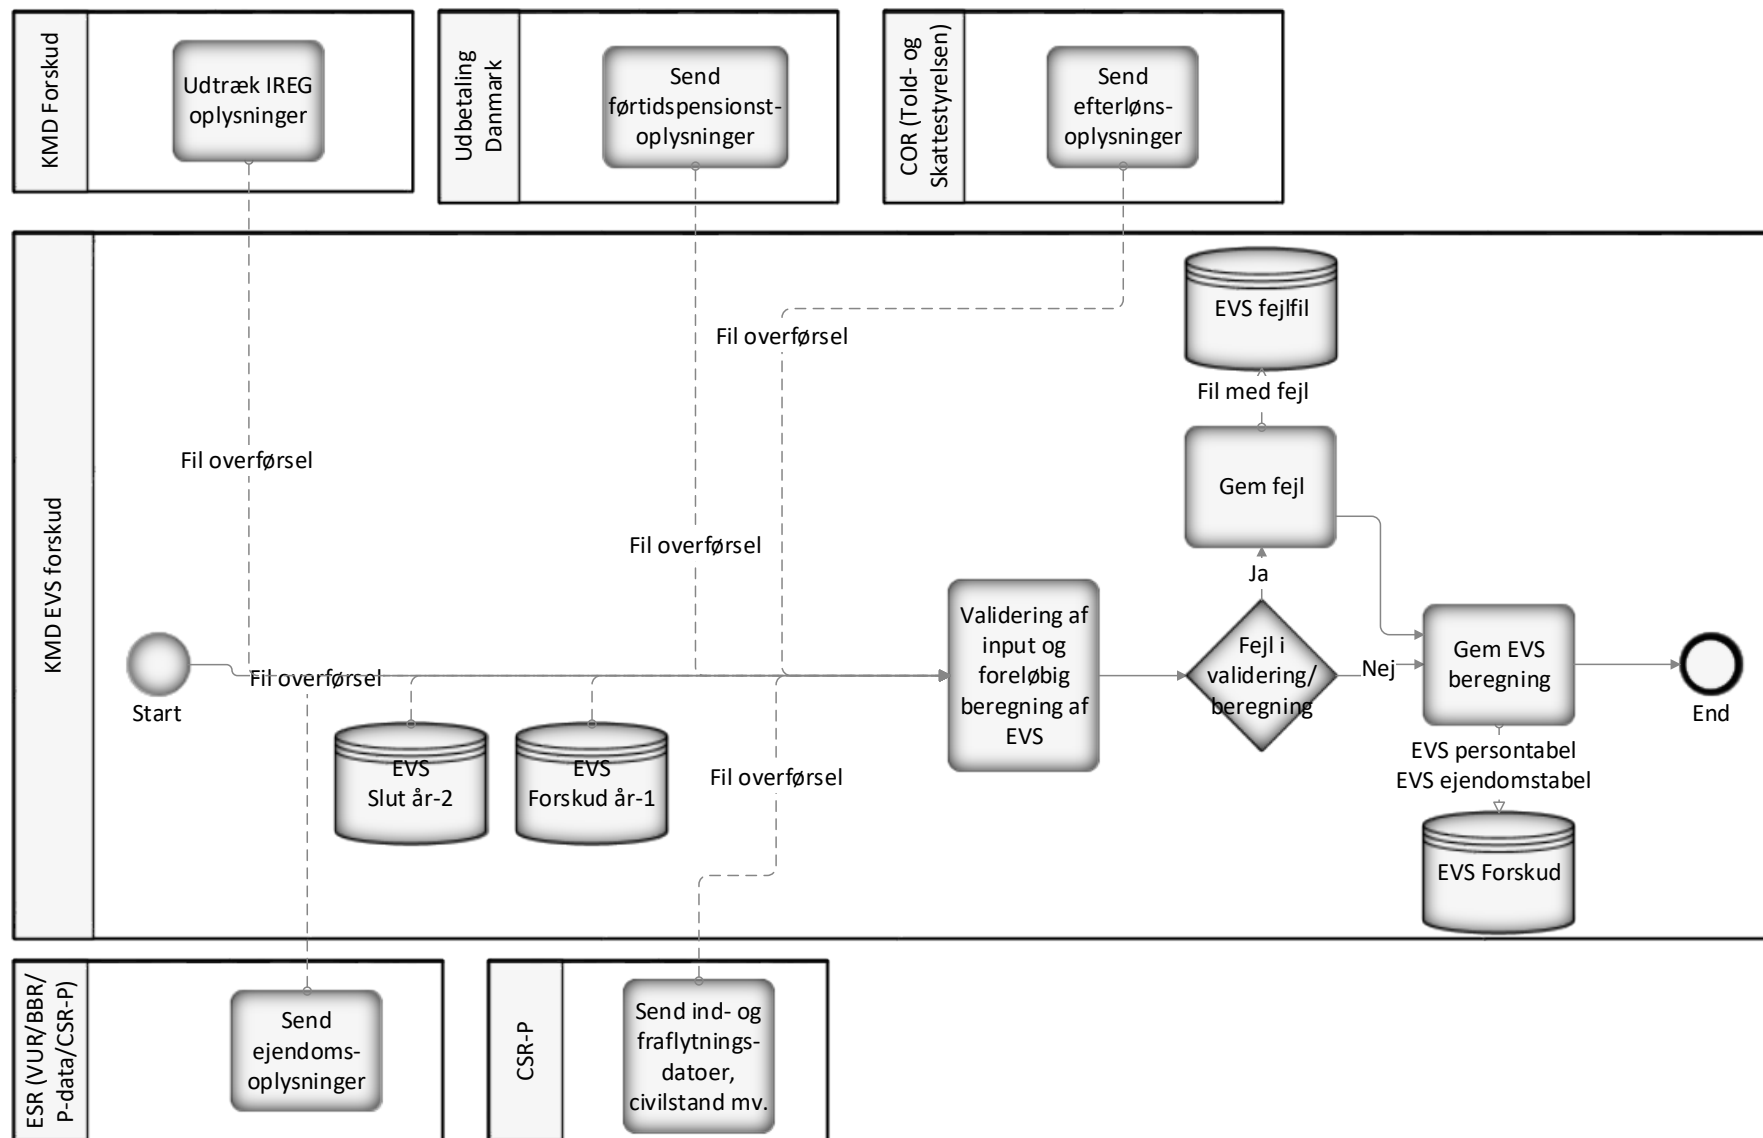 KMD Forskud
Udtræk IREG
oplysninger
Udbetaling
Danmark
Send
førtidspensionst-
oplysninger
COR (Told- og
Skattestyrelsen)
Send
efterløns-
oplysninger
KMD EVS forskud
EVS fejlfil
Fil overførsel
Fil med fejl
Fil overførsel
Gem fejl
Fil overførsel
Ja
Start
Fil overførsel
Validering af
input og
foreløbig
beregning af
EVS
Fejl i
validering/
beregning
Nej
Gem EVS
beregning
End
EVS
Slut år-2
EVS
Forskud år-1
Fil overførsel
EVS persontabel
EVS ejendomstabel
EVS Forskud
ESR (VUR/BBR/
P-data/CSR-P)
Send
ejendoms-
oplysninger
CSR-P
Send ind- og
fraflytnings-
datoer,
civilstand mv.